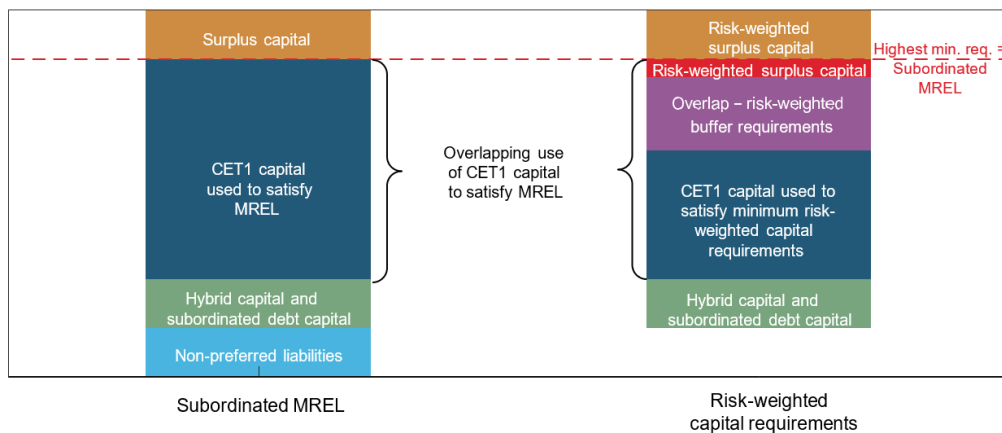 Surplus capital
CET1 capital
used to satisfy
MREL
Hybrid capital and
subordinated debt capital
Non-preferred liabilities
Subordinated MREL
Overlapping use
of CET1 capital
to satisfy MREL
Risk-weighted
surplus capital
Risk-weighted surplus capital
Overlap – risk-weighted
buffer requirements
CET1 capital used to
satisfy minimum risk-
weighted capital
requirements
Hybrid capital and
subordinated debt capital
Risk-weighted
capital requirements
Highest min. req. =
Subordinated
MREL